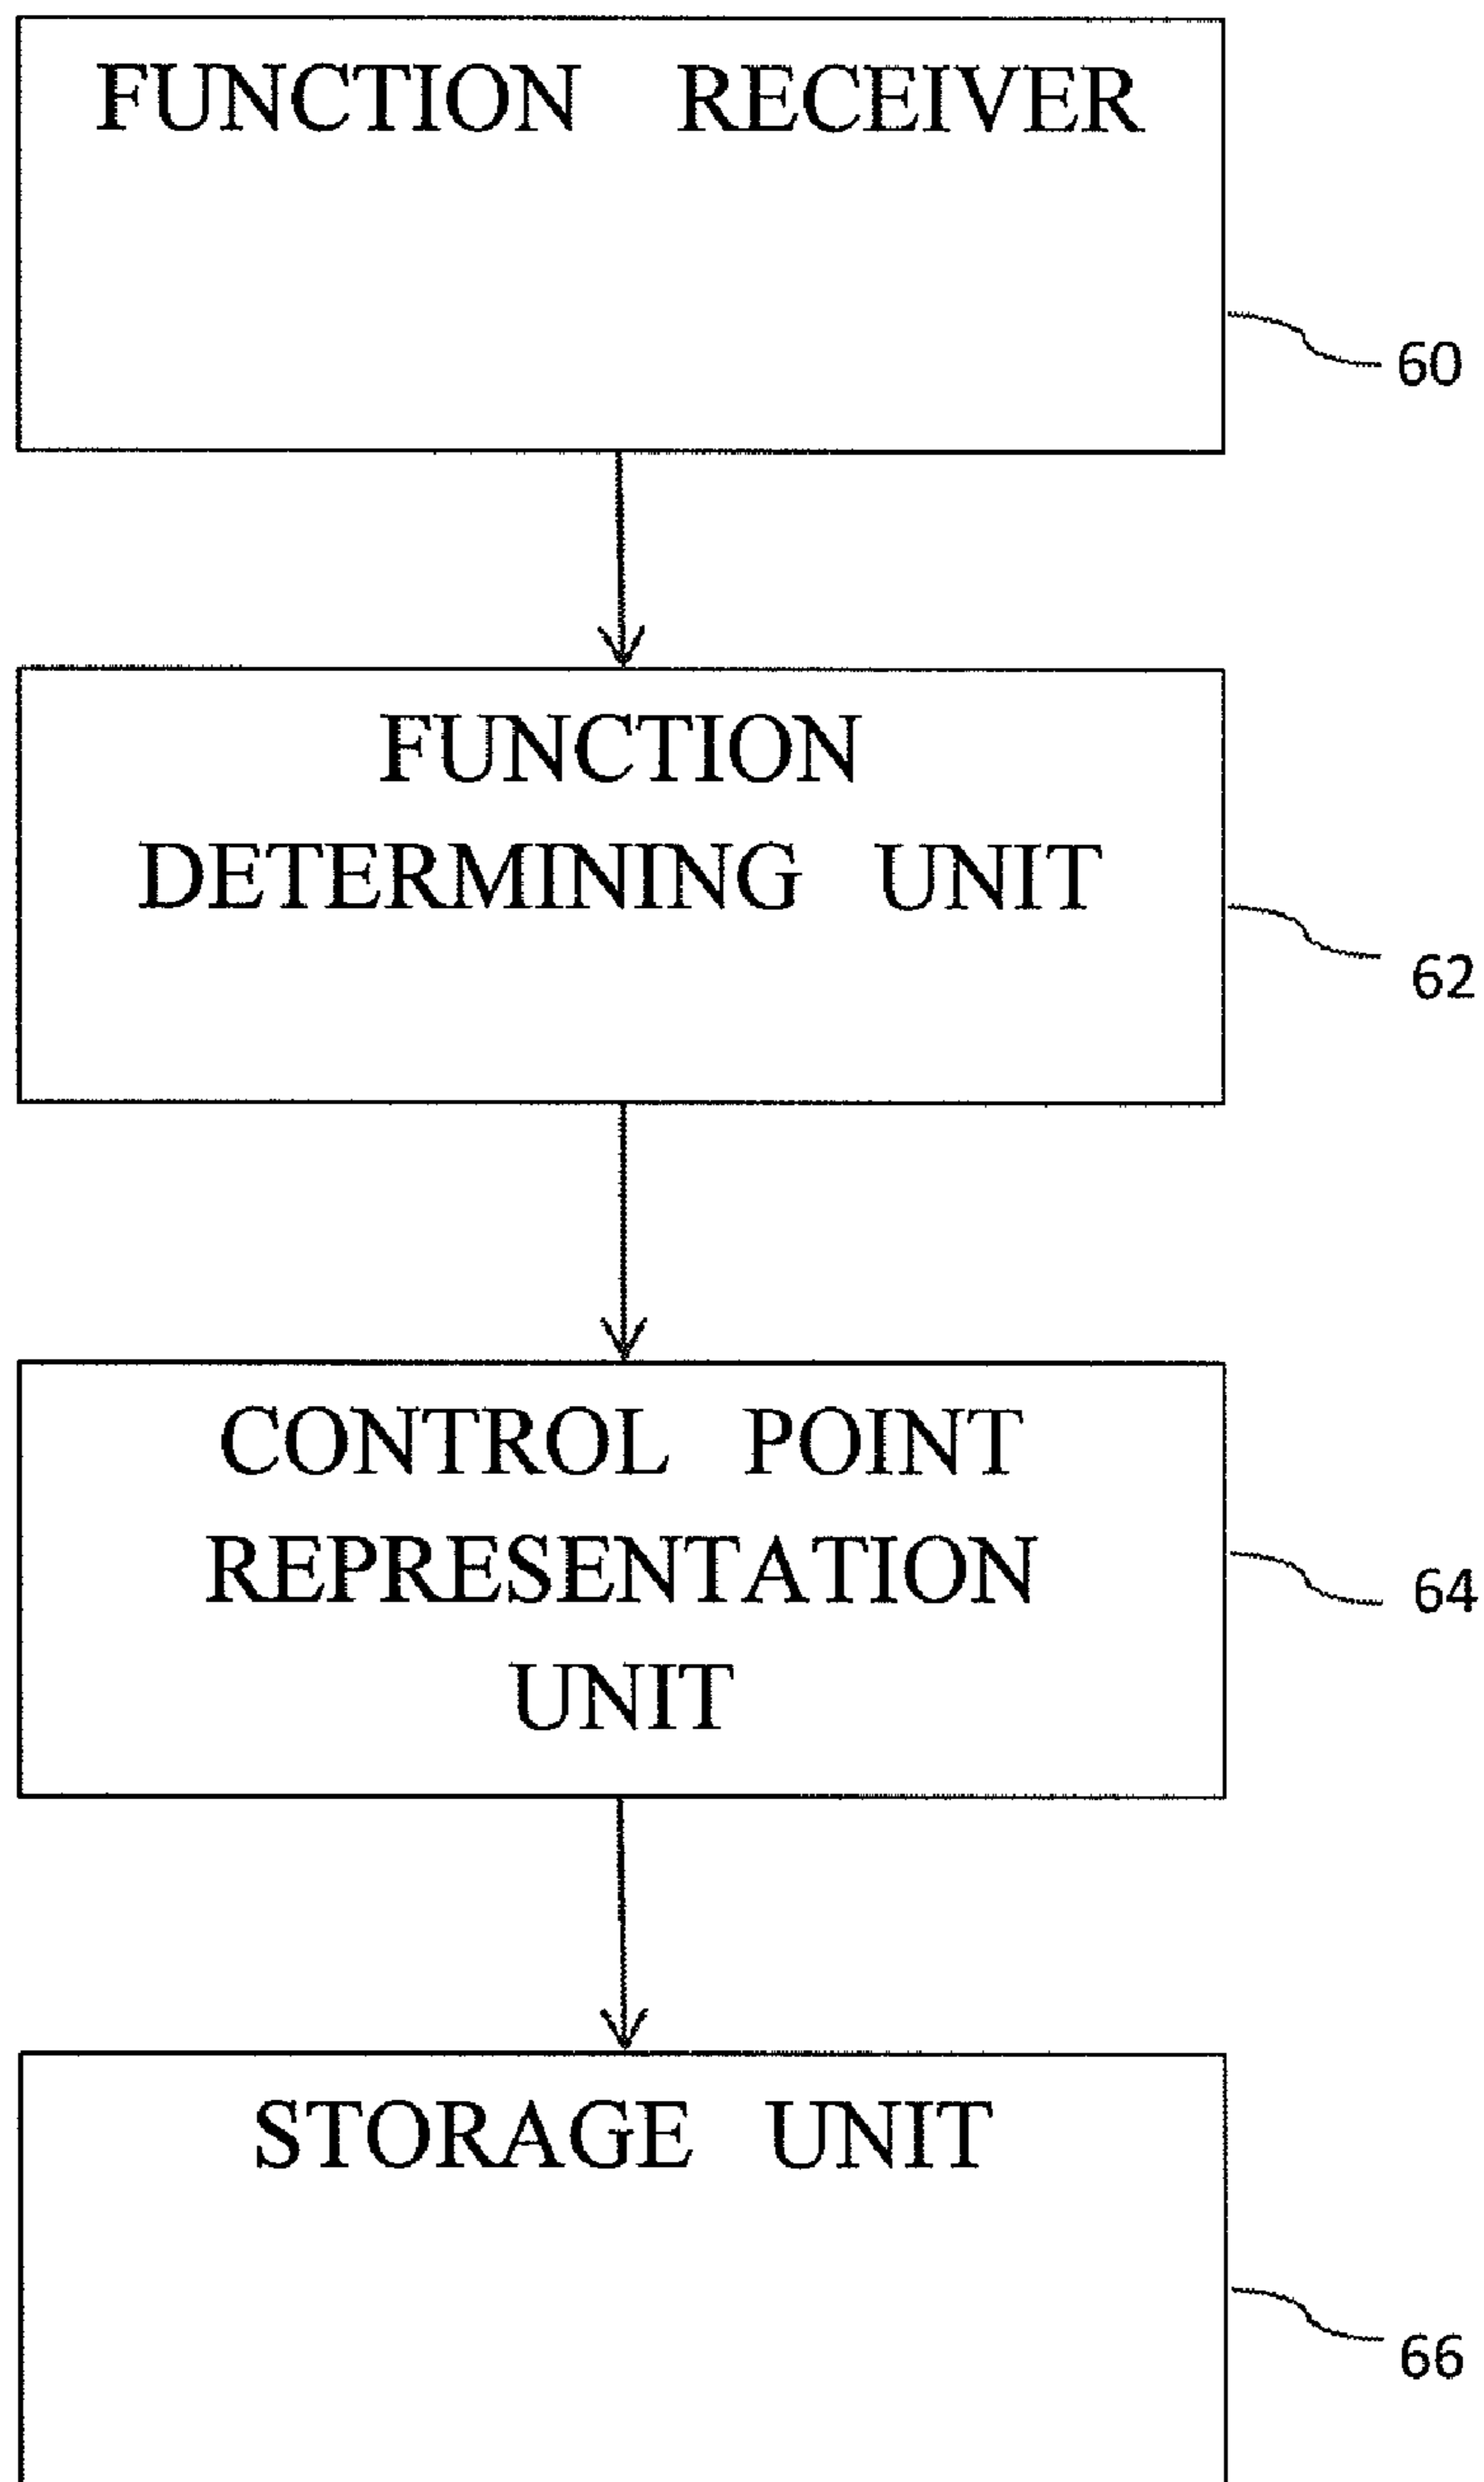 FUNCTION RECEIVER
60
FUNCTION
DETERMINING UNIT
62
CONTROL POINT
REPRESENTATION
UNIT
64
STORAGE UNIT
66